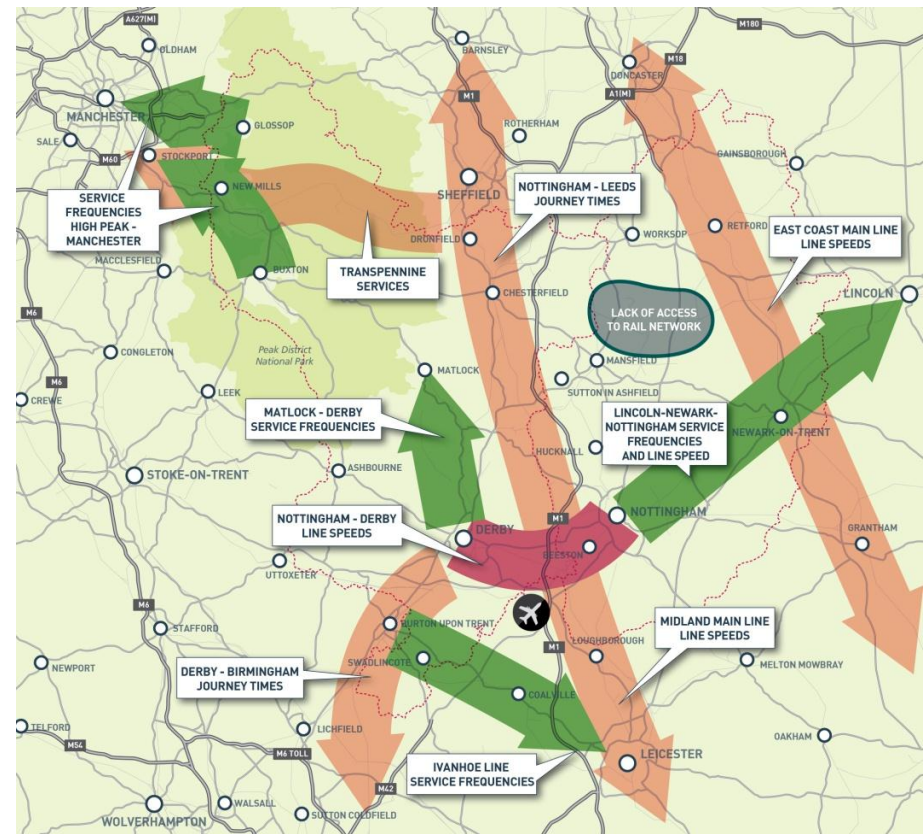 A627(M)
OLDHAM
BARNSLEY
M180
M18
DONCASTER
M1
A1(M)
MANCHESTER
GLOSSOP
ROTHERHAM
SALE
M60
STOCKPORT
GAINSBOROUGH
SERVICE
FREQUENCIES
HIGH PEAK -
MANCHESTER
NEW MILLS
SHEFFIELD
NOTTINGHAM - LEEDS
JOURNEY TIMES
DRONFIELD
WORKSOP
RETFORD
EAST COAST MAIN LINE
LINE SPEEDS
MACCLESFIELD
BUXTON
TRANSPENNINE
SERVICES
CHESTERFIELD
LINCOLN
M6
LACK OF ACCESS
TO RAIL NETWORK
CONGLETON
Peak District
National Park
MANSFIELD
MATLOCK
M6
CREWE
LEEK
SUTTON IN ASHFIELD
MATLOCK - DERBY
SERVICE FREQUENCIES
LINCOLN-NEWARK-
NOTTINGHAM SERVICE
FREQUENCIES
AND LINE SPEED
NEWARK-ON-TRENT
HUCKNALL
STOKE-ON-TRENT
ASHBOURNE
NOTTINGHAM - DERBY
LINE SPEEDS
NOTTINGHAM
M1
DERBY
GRANTHAM
BEESTON
UTTOXETER
M6
STAFFORD
BURTON UPON TRENT
M1
LOUGHBOROUGH
MIDLAND MAIN LINE
LINE SPEEDS
NEWPORT
DERBY - BIRMINGHAM
JOURNEY TIMES
SWADLINCOTE
MELTON MOWBRAY
COALVILLE
TELFORD
LICHFIELD
OAKHAM
M54
M6 TOLL
IVANHOE LINE
SERVICE FREQUENCIES
LEICESTER
M42
WALSALL
WOLVERHAMPTON
SUTTON COLDFIELD